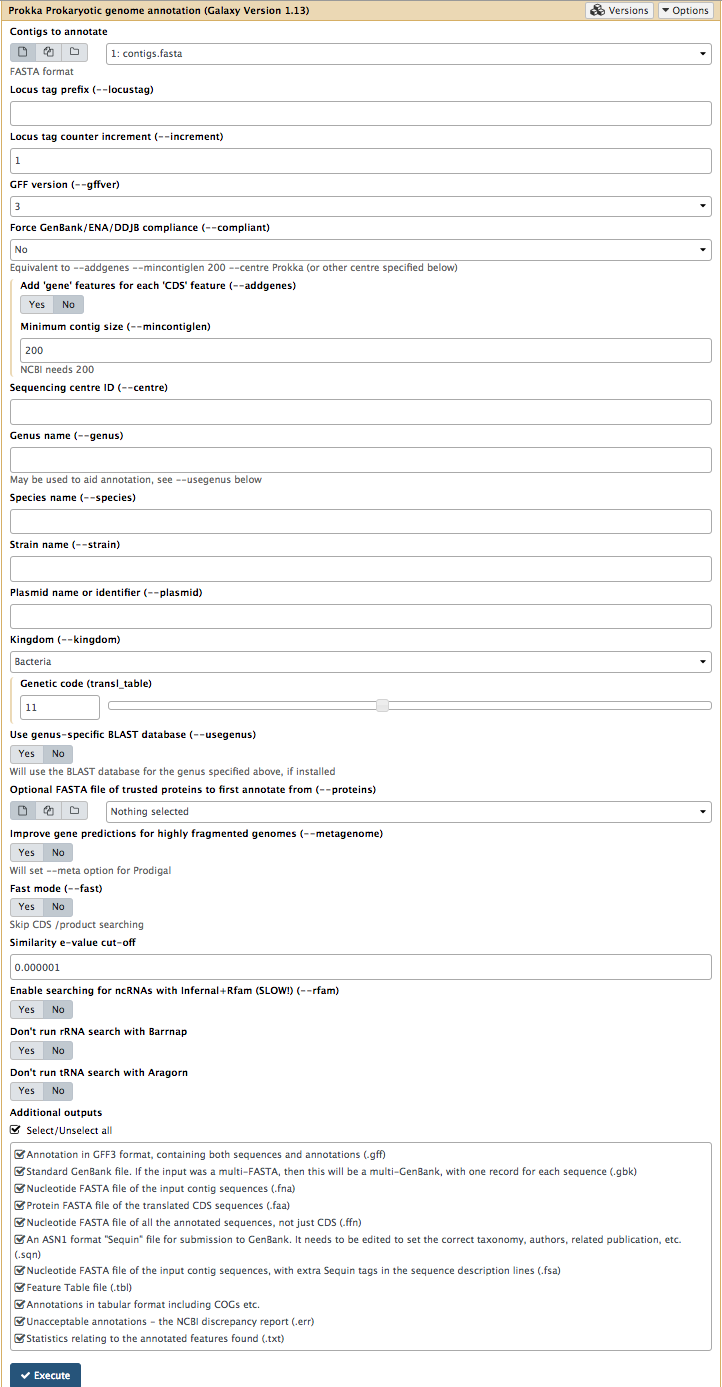 Prokka Prokaryotic genome annotation (Galaxy Version 1.13)
Versions
Options
Contigs to annotate
1: contigs.fasta
FASTA format
Locus tag prefix (--locustag)
Locus tag counter increment (--increment)
1
GFF version (--gffver)
3
Force GenBank/ENA/DDJB compliance (--compliant)
No
Equivalent to --addgenes --mincontiglen 200 --centre Prokka (or other centre specified below)
Add 'gene' features for each 'CDS' feature (--addgenes)
Yes No
Minimum contig size (--mincontiglen)
200
NCBI needs 200
Sequencing centre ID (--centre)
Genus name (--genus)
May be used to aid annotation, see --usegenus below
Species name (--species)
Strain name (--strain)
Plasmid name or identifier (--plasmid)
Kingdom (--kingdom)
Bacteria
Genetic code (transl_table)
11
Use genus-specific BLAST database (--usegenus)
Yes No
Will use the BLAST database for the genus specified above, if installed
Optional FASTA file of trusted proteins to first annotate from (--proteins)
Nothing selected
Improve gene predictions for highly fragmented genomes (--metagenome)
Yes No
Will set --meta option for Prodigal
Fast mode (--fast)
Yes No
Skip CDS /product searching
Similarity e-value cut-off
0.000001
Enable searching for ncRNAs with Infernal+Rfam (SLOW!) (--rfam)
Yes No
Don't run rRNA search with Barrnap
Yes No
Don't run tRNA search with Aragorn
Yes No
Additional outputs
Select/Unselect all
Annotation in GFF3 format, containing both sequences and annotations (.gff)
Standard GenBank file. If the input was a multi-FASTA, then this will be a multi-GenBank, with one record for each sequence (.gbk)
Nucleotide FASTA file of the input contig sequences (.fna)
Protein FASTA file of the translated CDS sequences (.faa)
Nucleotide FASTA file of all the annotated sequences, not just CDS (.ffn)
An ASN1 format "Sequin" file for submission to GenBank. It needs to be edited to set the correct taxonomy, authors, related publication, etc.
(.sqn)
Nucleotide FASTA file of the input contig sequences, with extra Sequin tags in the sequence description lines (.fsa)
Feature Table file (.tbl)
Annotations in tabular format including COGs etc.
Unacceptable annotations - the NCBI discrepancy report (.err)
Statistics relating to the annotated features found (.txt)
Execute